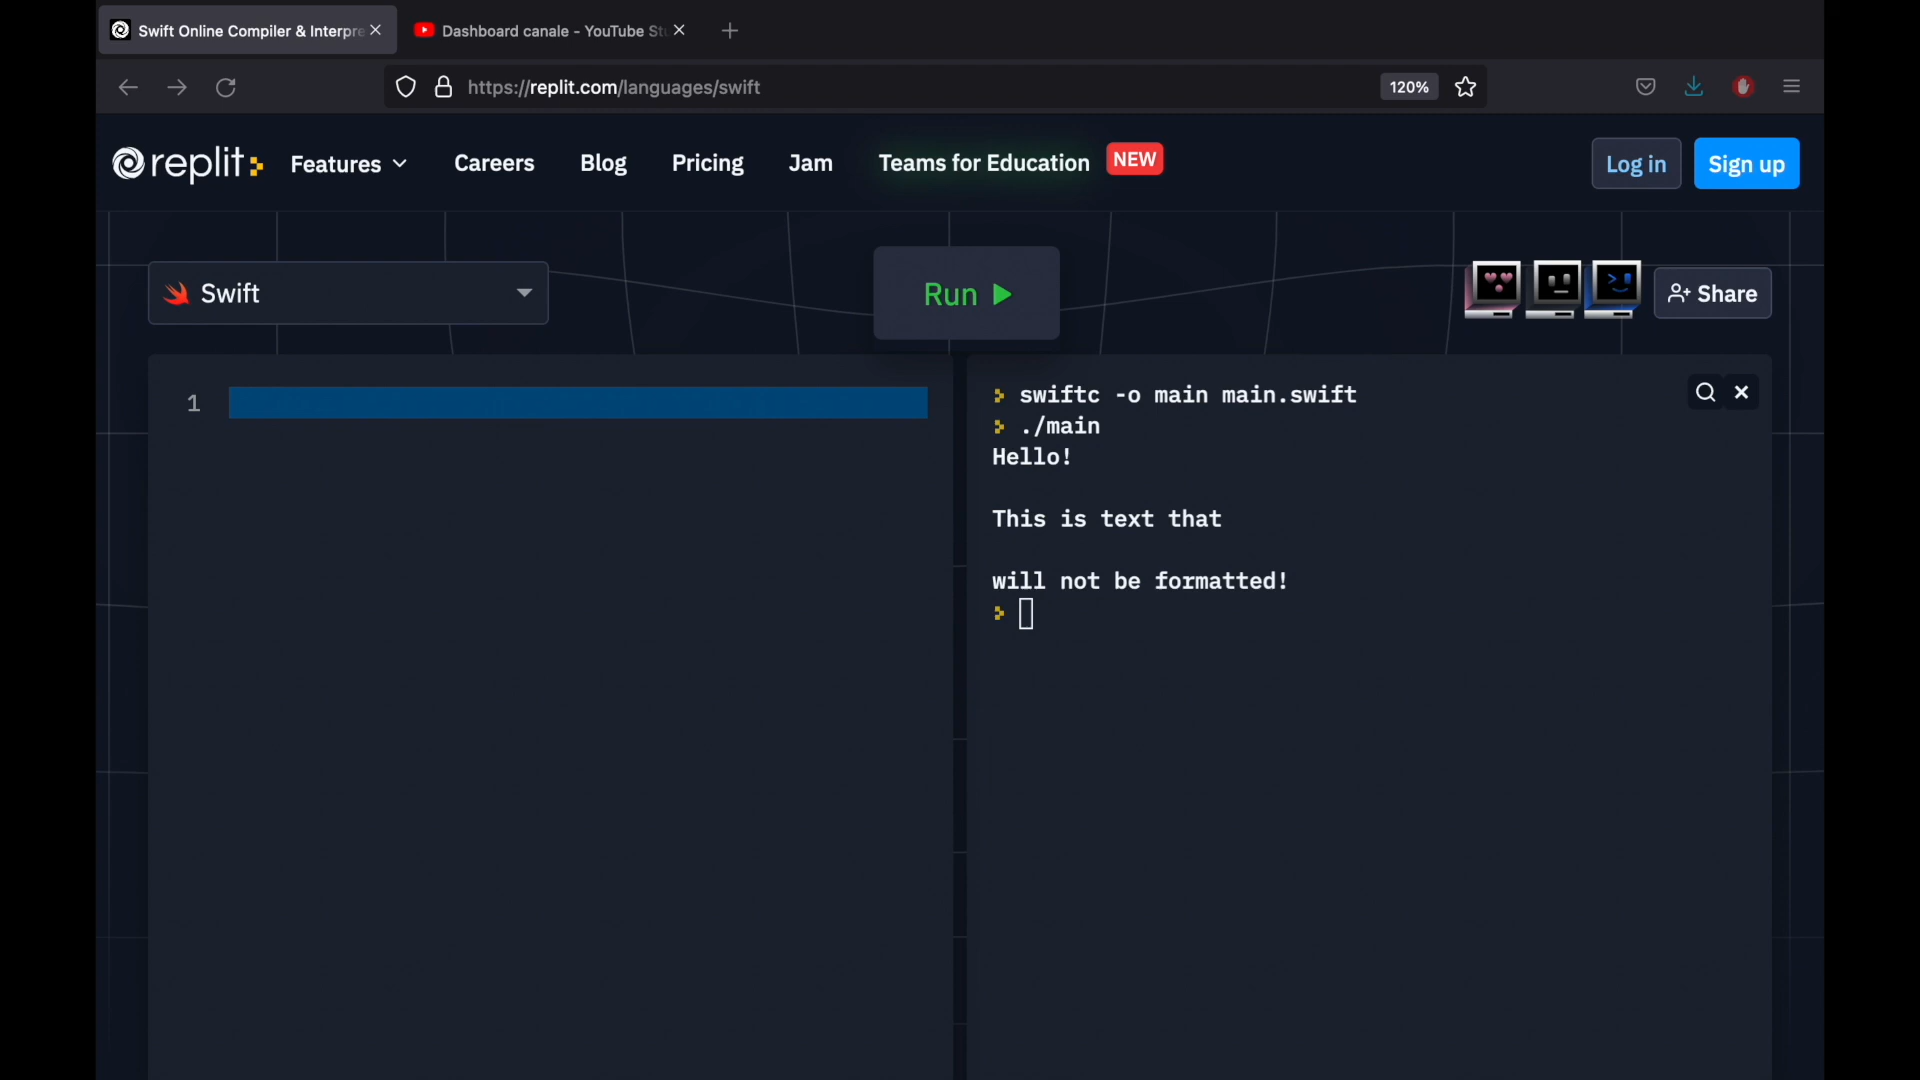 Swift Online Compiler & Interpre
Dashboard canale - YouTube Stu
https://replit.com/languages/swift
120%
replit
Features
Careers
Blog
Pricing
Jam
Teams for Education
NEW
Log in
Sign up
Swift
Run
Share
1
swiftc -o main main.swift
./main
Hello!
This is text that
will not be formatted!